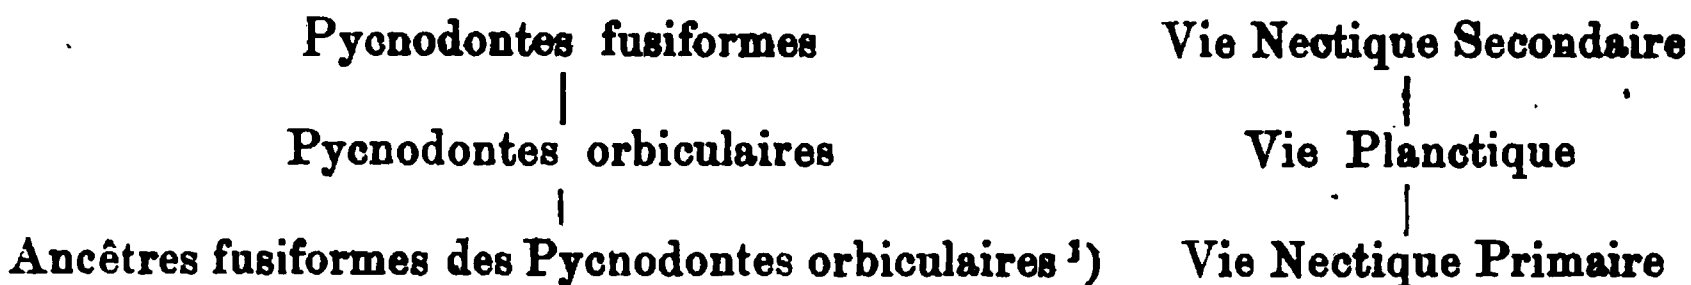 Pycnodontes fusiformes Vie Nectique Secondaire
Pycnodontes orbiculaires Vie Planctique
Ancêtres fusiformes des Pycnodontes orbiculaires ¹) Vie Nectique Primaire